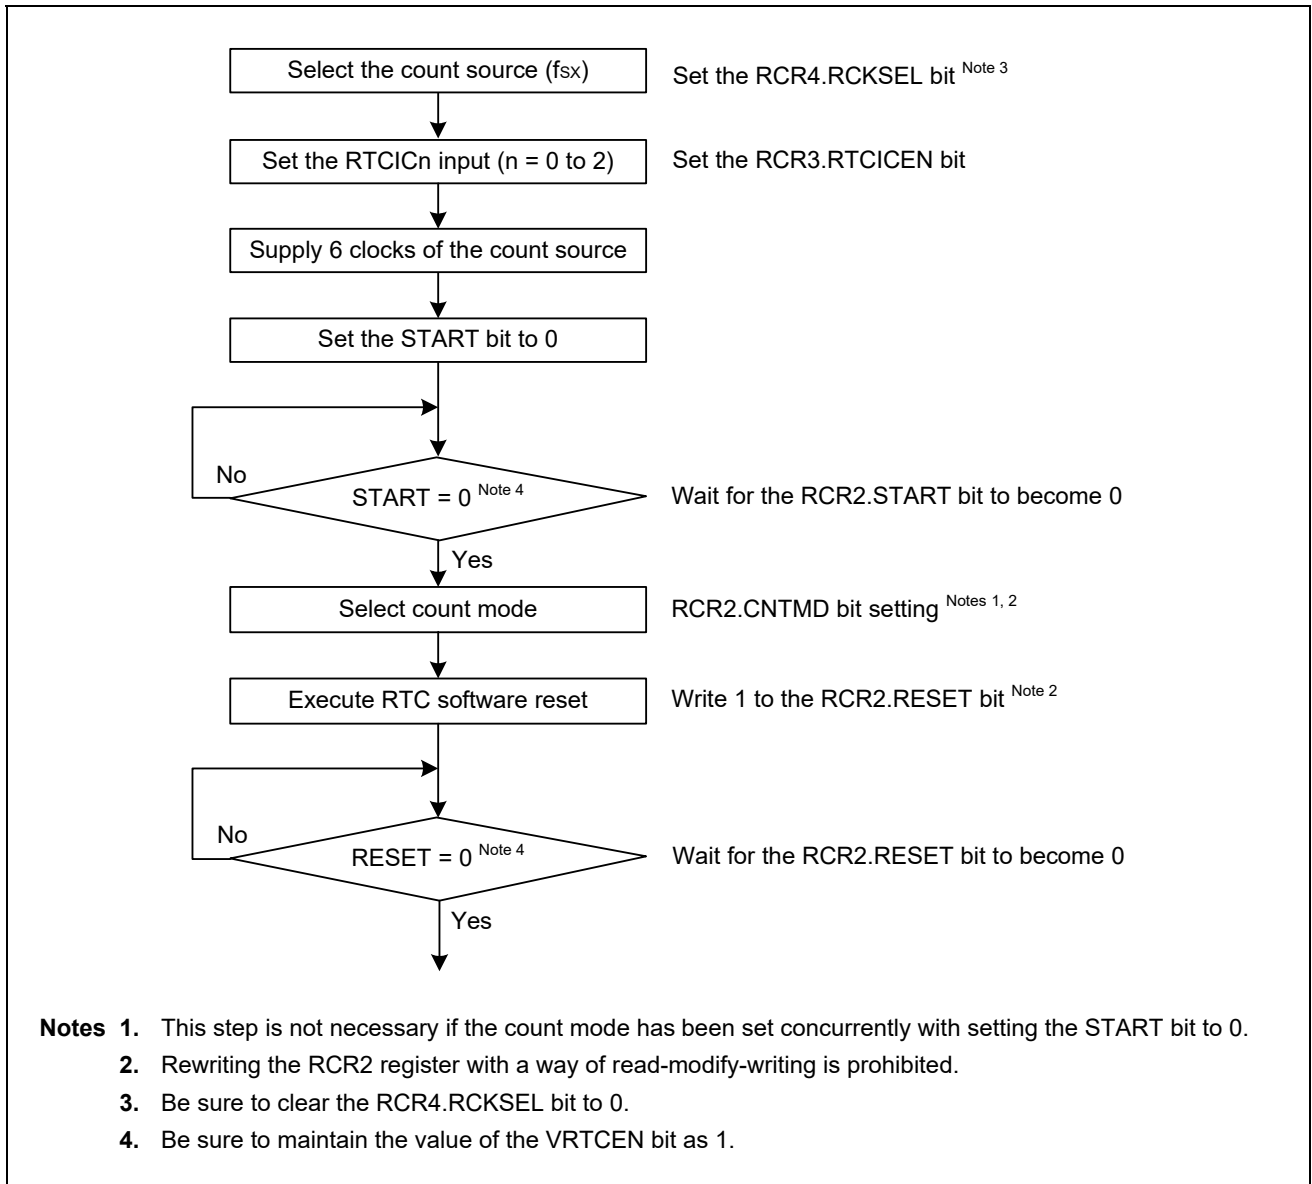 Select the count source (fSX)
Set the RCR4.RCKSEL bit Note 3
Set the RTCICn input (n = 0 to 2)
Set the RCR3.RTCICEN bit
Supply 6 clocks of the count source
Set the START bit to 0
No
START = 0 Note 4
Wait for the RCR2.START bit to become 0
Yes
Select count mode
RCR2.CNTMD bit setting Notes 1, 2
Execute RTC software reset
Write 1 to the RCR2.RESET bit Note 2
No
RESET = 0 Note 4
Wait for the RCR2.RESET bit to become 0
Yes
Notes 1. This step is not necessary if the count mode has been set concurrently with setting the START bit to 0.
2. Rewriting the RCR2 register with a way of read-modify-writing is prohibited.
3. Be sure to clear the RCR4.RCKSEL bit to 0.
4. Be sure to maintain the value of the VRTCEN bit as 1.